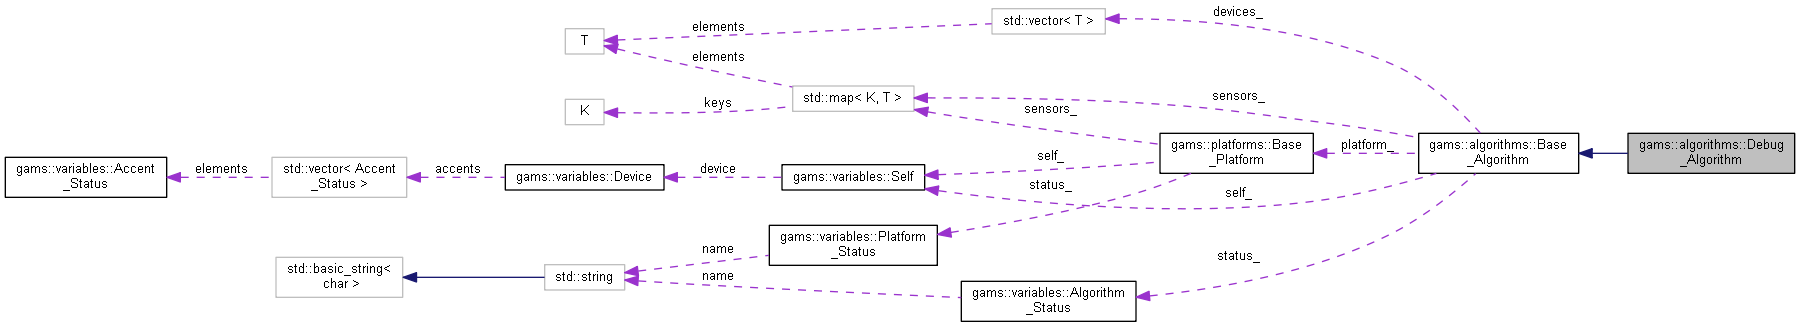 devices_
std::vector< T >
elements
T
elements
std::map< K, T >
sensors_
keys
K
sensors_
gams::platforms::Base
_Platform
platform_
gams::algorithms::Base
_Algorithm
gams::algorithms::Debug
_Algorithm
self_
gams::variables::Accent
_Status
elements
std::vector< Accent
_Status >
accents
gams::variables::Device
device
gams::variables::Self
status_
self_
gams::variables::Platform
_Status
name
status_
std::basic_string<
char >
std::string
name
gams::variables::Algorithm
_Status